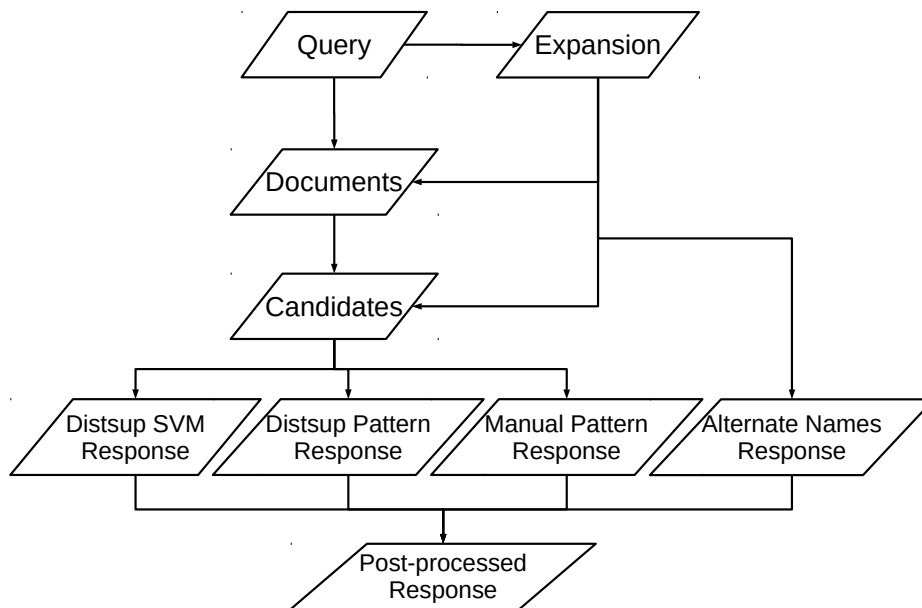 Query
Expansion
Documents
Candidates
Distsup SVM
Response
Distsup Pattern
Response
Manual Pattern
Response
Alternate Names
Response
Post-processed
Response